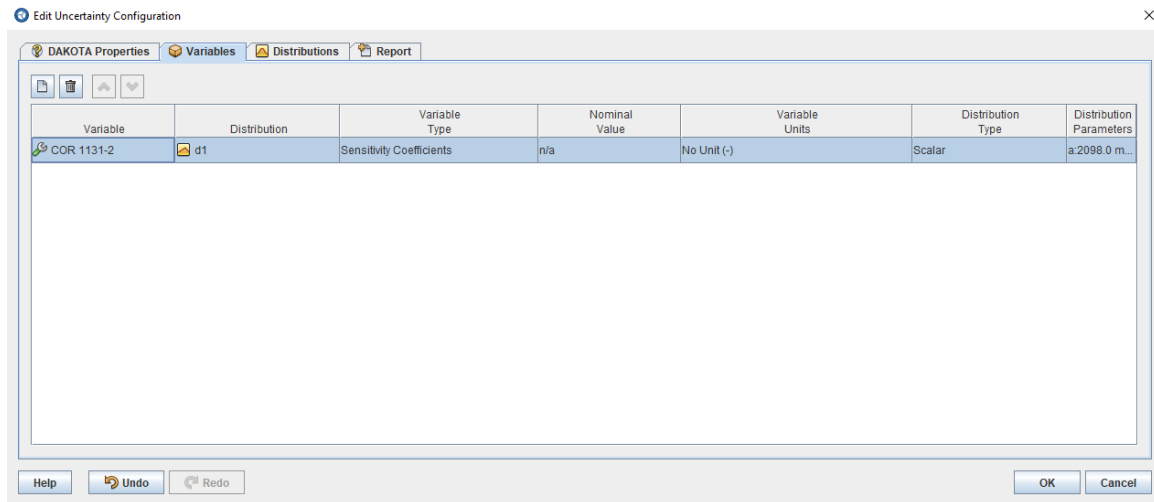 Edit Uncertainty Configuration
DAKOTA Properties Variables Distributions Report
Variable Distribution Variable Type Nominal Value Variable Units Distribution Type Distribution Parameters
COR 1131-2 d1 Sensitivity Coefficients n/a No Unit (-) Scalar a:2098.0 m...
Help Undo Redo OK Cancel